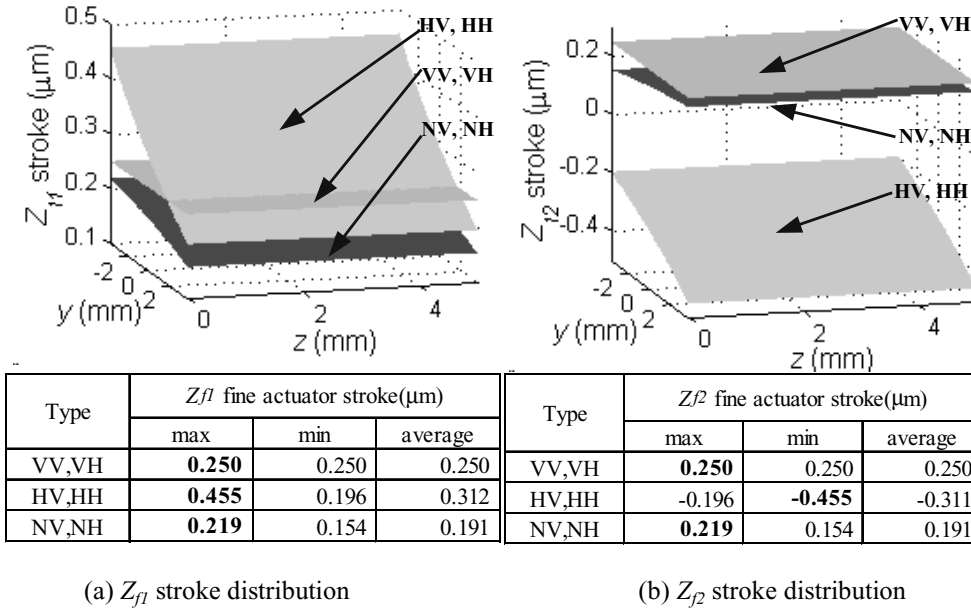 0.5
0.4
0.3
0.2
0.1
Z f1 stroke (μm)
HV, HH
VV, VH
NV, NH
-2
0
2
y (mm)
0
2
4
z (mm)
0.2
0
-0.2
-0.4
Z f2 stroke (μm)
VV, VH
NV, NH
HV, HH
-2
0
2
y (mm)
0
2
4
z (mm)
Type Zf1 fine actuator stroke(μm)
max min average
VV,VH 0.250 0.250 0.250
HV,HH 0.455 0.196 0.312
NV,NH 0.219 0.154 0.191
Type Zf2 fine actuator stroke(μm)
max min average
VV,VH 0.250 0.250 0.250
HV,HH -0.196 -0.455 -0.311
NV,NH 0.219 0.154 0.191
(a) Zf1 stroke distribution
(b) Zf2 stroke distribution